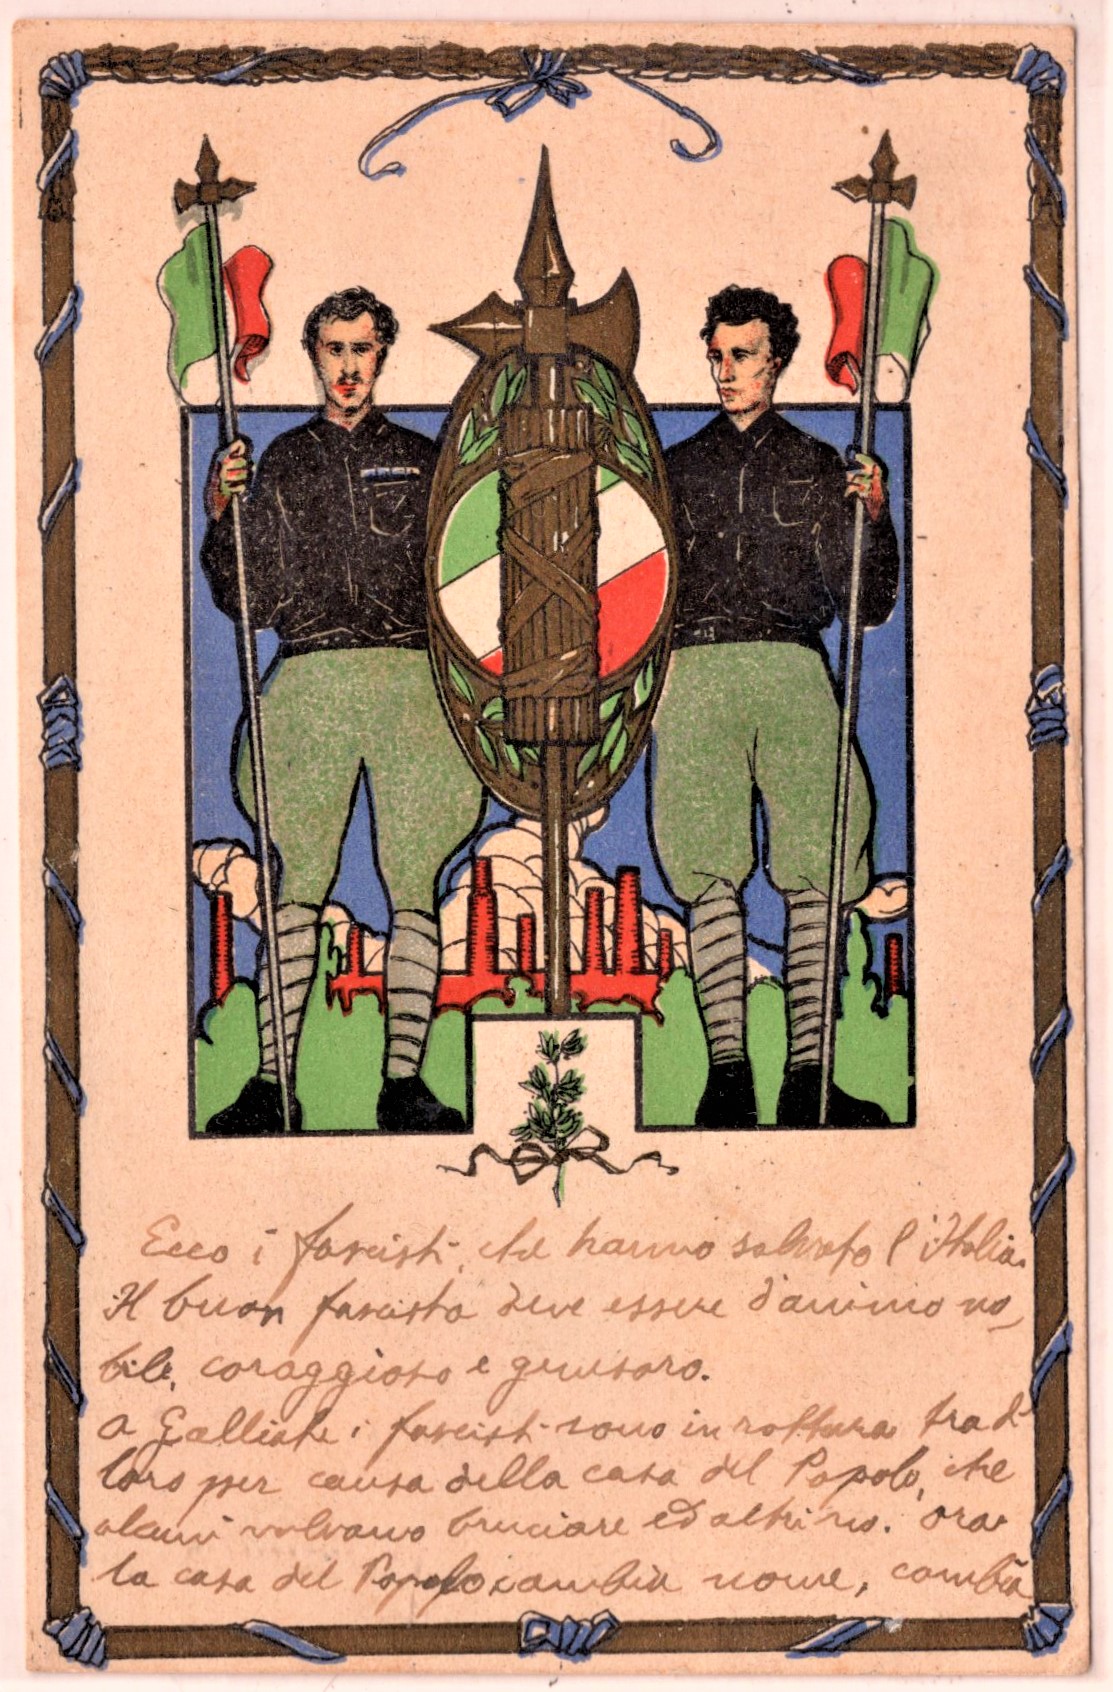 Ecco i fascisti, che hanno salvato l'Italia.
Il buon fascista deve essere d'animo no_
bile, coraggioso e generoso.
A Galliate i fascisti sono in rottura tra di
loro per causa della casa del Popolo, che
alcuni volevano bruciare ed altri no. Ora
la casa del Popolo, cambia nome, cambia